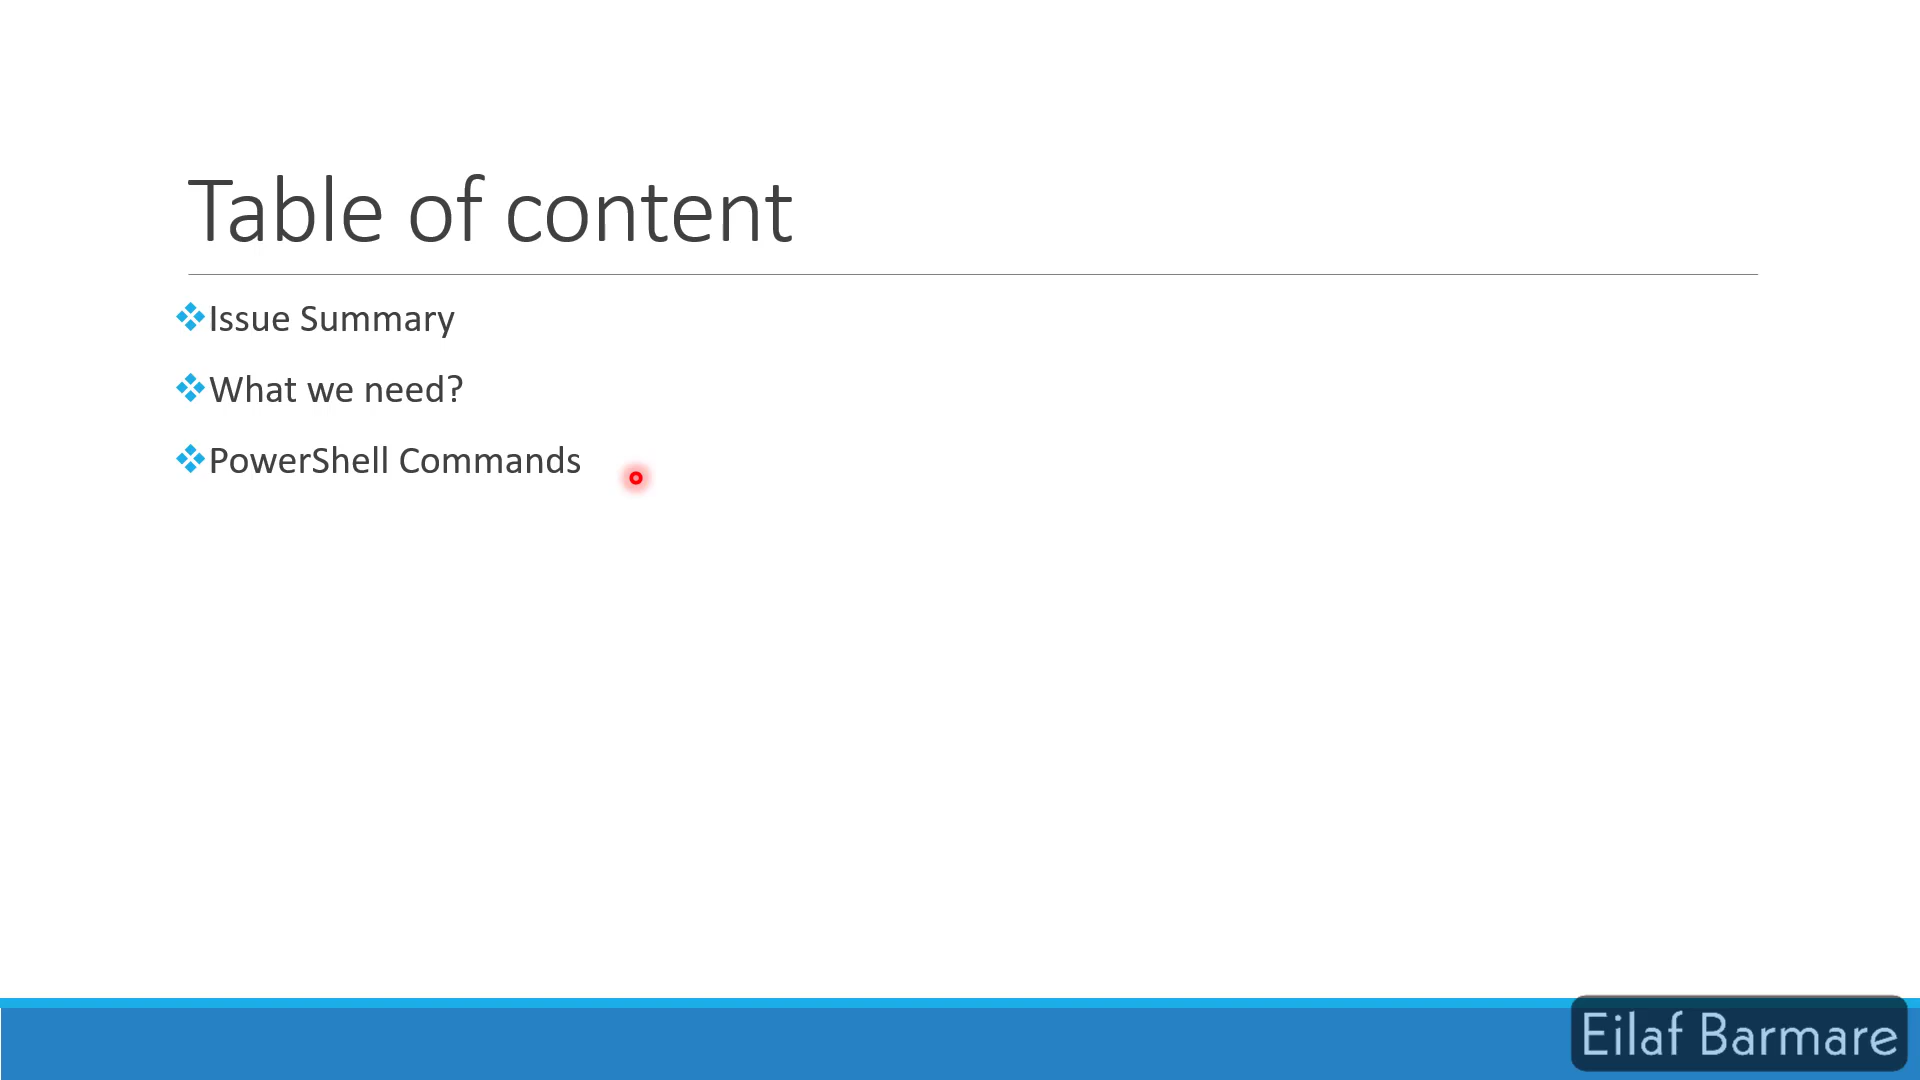 Table of content
Issue Summary
What we need?
PowerShell Commands
Eilaf Barmare